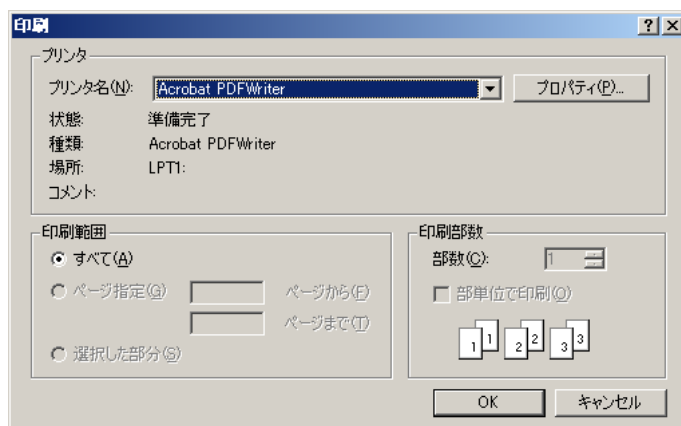 印刷
プリンタ
プリンタ名(N): Acrobat PDFWriter プロパティ(P)...
状態: 準備完了
種類: Acrobat PDFWriter
場所: LPT1:
コメント:
印刷範囲
すべて(A)
ページ指定(G) ページから(F)
ページまで(T)
選択した部分(S)
印刷部数
部数(C): 1
部単位で印刷(O)
1 1 2 2 3 3
OK キャンセル